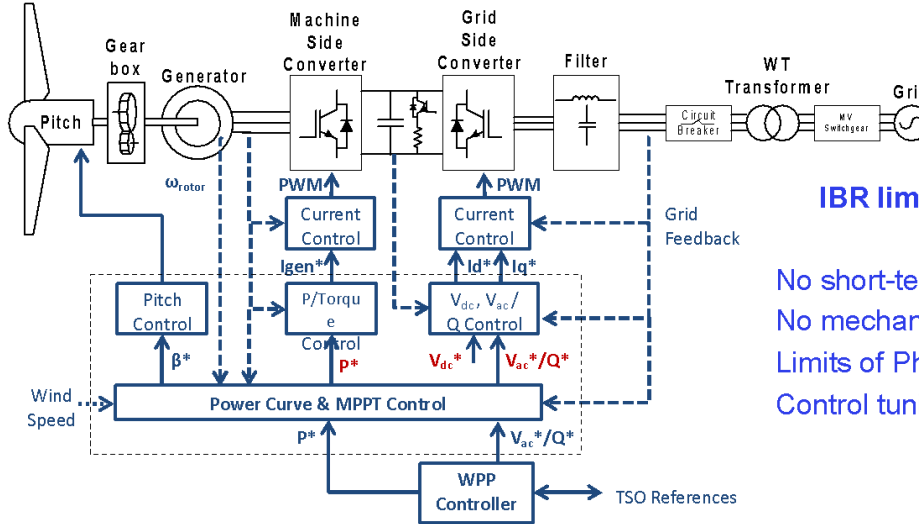 Machine
Side
Converter
Grid
Side
Converter
Gear
box
Generator
Filter
WT
Transformer
Pitch
Circuit
Breaker
MV
Switchgear
Gri
ωrotor
PWM
PWM
IBR lim
Current
Control
Current
Control
Grid
Feedback
Igen*
Id*
Iq*
No short-te
Pitch
Control
P/Torqu
e
Control
Vdc, Vac/
Q Control
No mechan
Limits of Ph
β*
P*
Vdc*
Vac*/Q*
Control tun
Wind
Speed
Power Curve & MPPT Control
P*
Vac*/Q*
WPP
Controller
TSO References